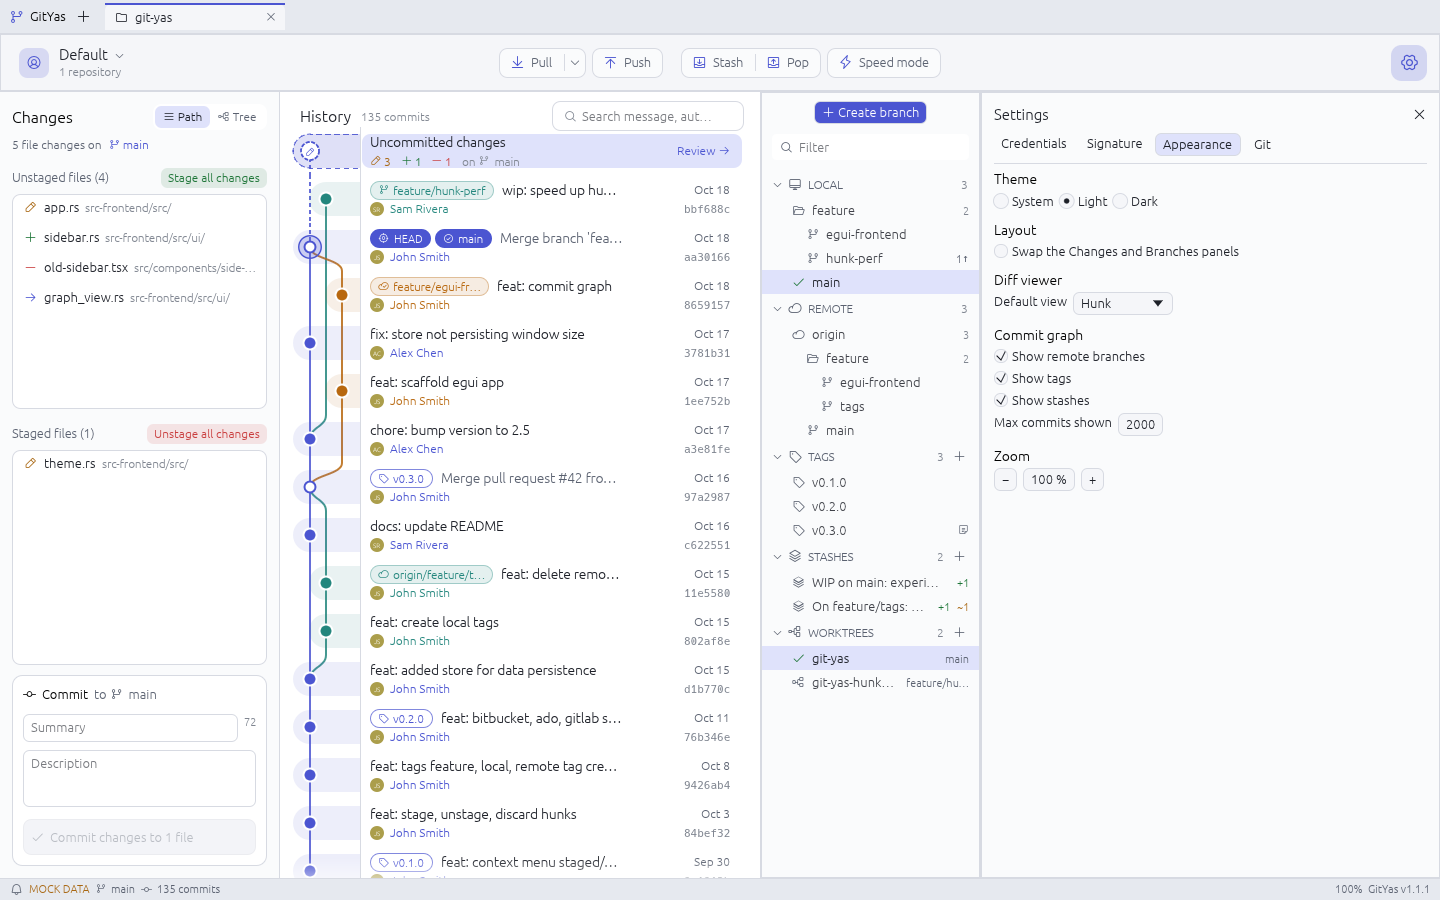 GitYas
git-yas
Default
1 repository
Pull
Push
Stash
Pop
Speed mode
Changes
Path
Tree
5 file changes on main
Unstaged files (4)
Stage all changes
app.rs src-frontend/src/
sidebar.rs src-frontend/src/ui/
old-sidebar.tsx src/components/side-...
graph_view.rs src-frontend/src/ui/
Staged files (1)
Unstage all changes
theme.rs src-frontend/src/
Commit to main
Summary
72
Description
Commit changes to 1 file
History 135 commits
Search message, aut...
Uncommitted changes
3 + 1 − 1 on main
Review →
feature/hunk-perf wip: speed up hu... Oct 18
Sam Rivera bbf688c
HEAD main Merge branch 'fea... Oct 18
John Smith aa30166
feature/egui-fr... feat: commit graph Oct 18
John Smith 8659157
fix: store not persisting window size Oct 17
Alex Chen 3781b31
feat: scaffold egui app Oct 17
John Smith 1ee752b
chore: bump version to 2.5 Oct 17
Alex Chen a3e81fe
v0.3.0 Merge pull request #42 fro... Oct 16
John Smith 97a2987
docs: update README Oct 16
Sam Rivera c622551
origin/feature/t... feat: delete remo... Oct 15
John Smith 11e5580
feat: create local tags Oct 15
John Smith 802af8e
feat: added store for data persistence Oct 15
John Smith d1b770c
v0.2.0 feat: bitbucket, ado, gitlab s... Oct 11
John Smith 76b346e
feat: tags feature, local, remote tag cre... Oct 8
John Smith 9426ab4
feat: stage, unstage, discard hunks Oct 3
John Smith 84bef32
v0.1.0 feat: context menu staged/... Sep 30
+ Create branch
Filter
LOCAL 3
feature 2
egui-frontend
hunk-perf 1↑
main
REMOTE 3
origin
feature 2
egui-frontend
tags
main
TAGS 3 +
v0.1.0
v0.2.0
v0.3.0
STASHES 2 +
WIP on main: experi... +1
On feature/tags: ... +1 ~1
WORKTREES 2 +
git-yas main
git-yas-hunk... feature/hu...
Settings
Credentials
Signature
Appearance
Git
Theme
System
Light
Dark
Layout
Swap the Changes and Branches panels
Diff viewer
Default view Hunk
Commit graph
Show remote branches
Show tags
Show stashes
Max commits shown 2000
Zoom
− 100 % +
MOCK DATA main 135 commits
100% GitYas v1.1.1